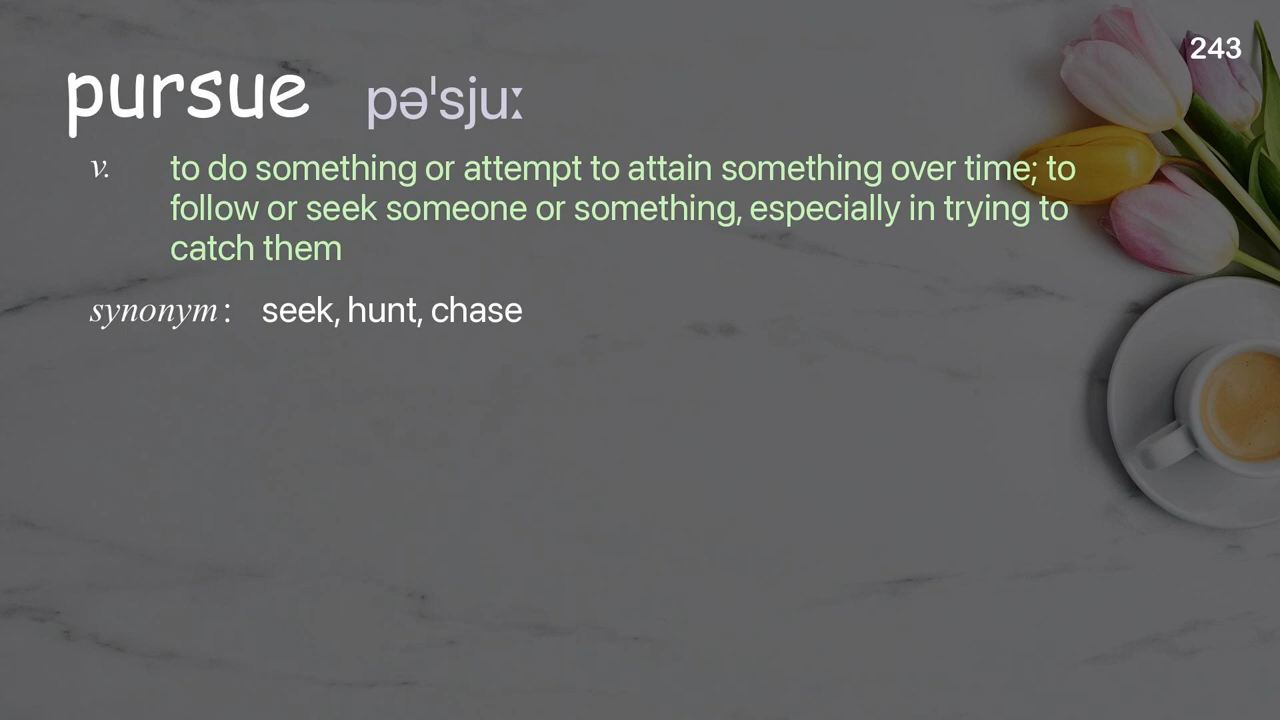 243
pursue pəˈsjuː
v. to do something or attempt to attain something over time; to
follow or seek someone or something, especially in trying to
catch them
synonym: seek, hunt, chase